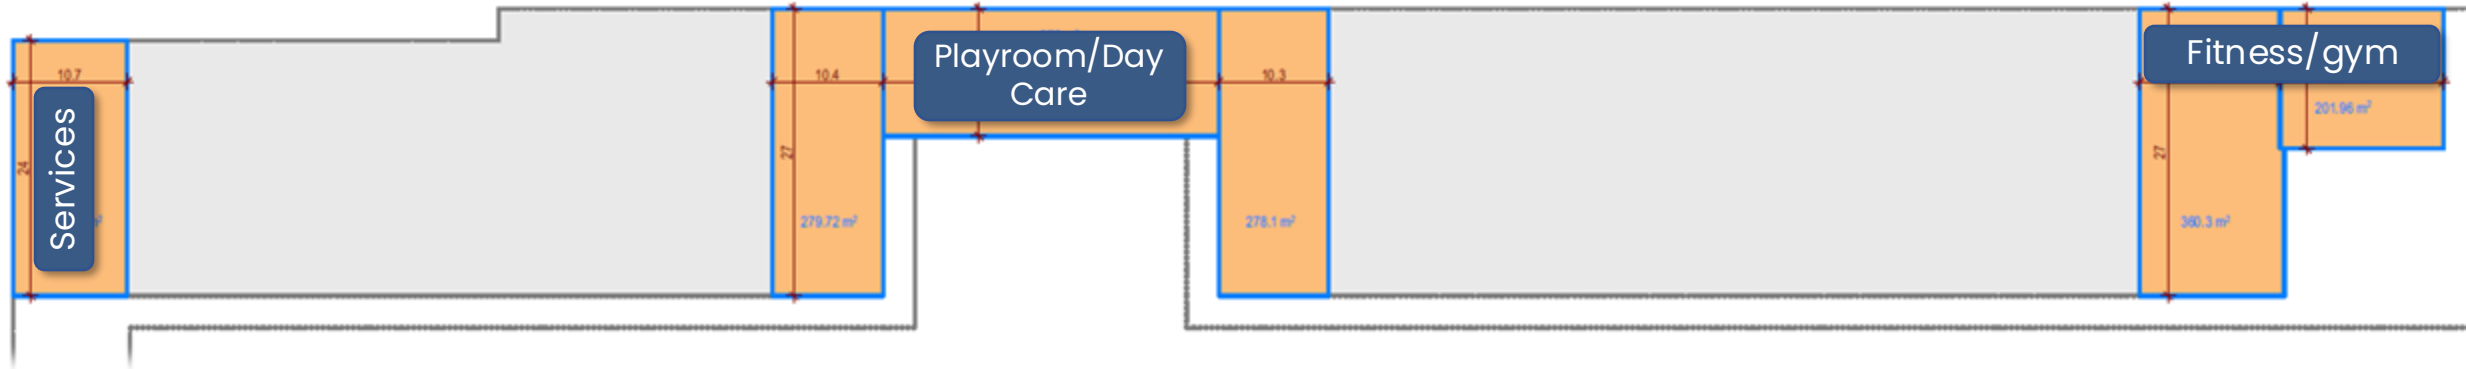 10.7
24
Services
10.4
27
279.72 m²
Playroom/Day
Care
10.3
278.1 m²
27
360.3 m²
Fitness/gym
201.96 m²